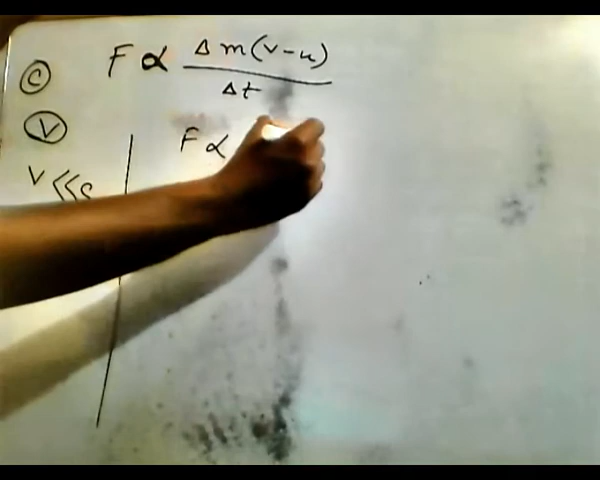 F ∝ Δm(v-u)/Δt
C
V
F ∝
v << c